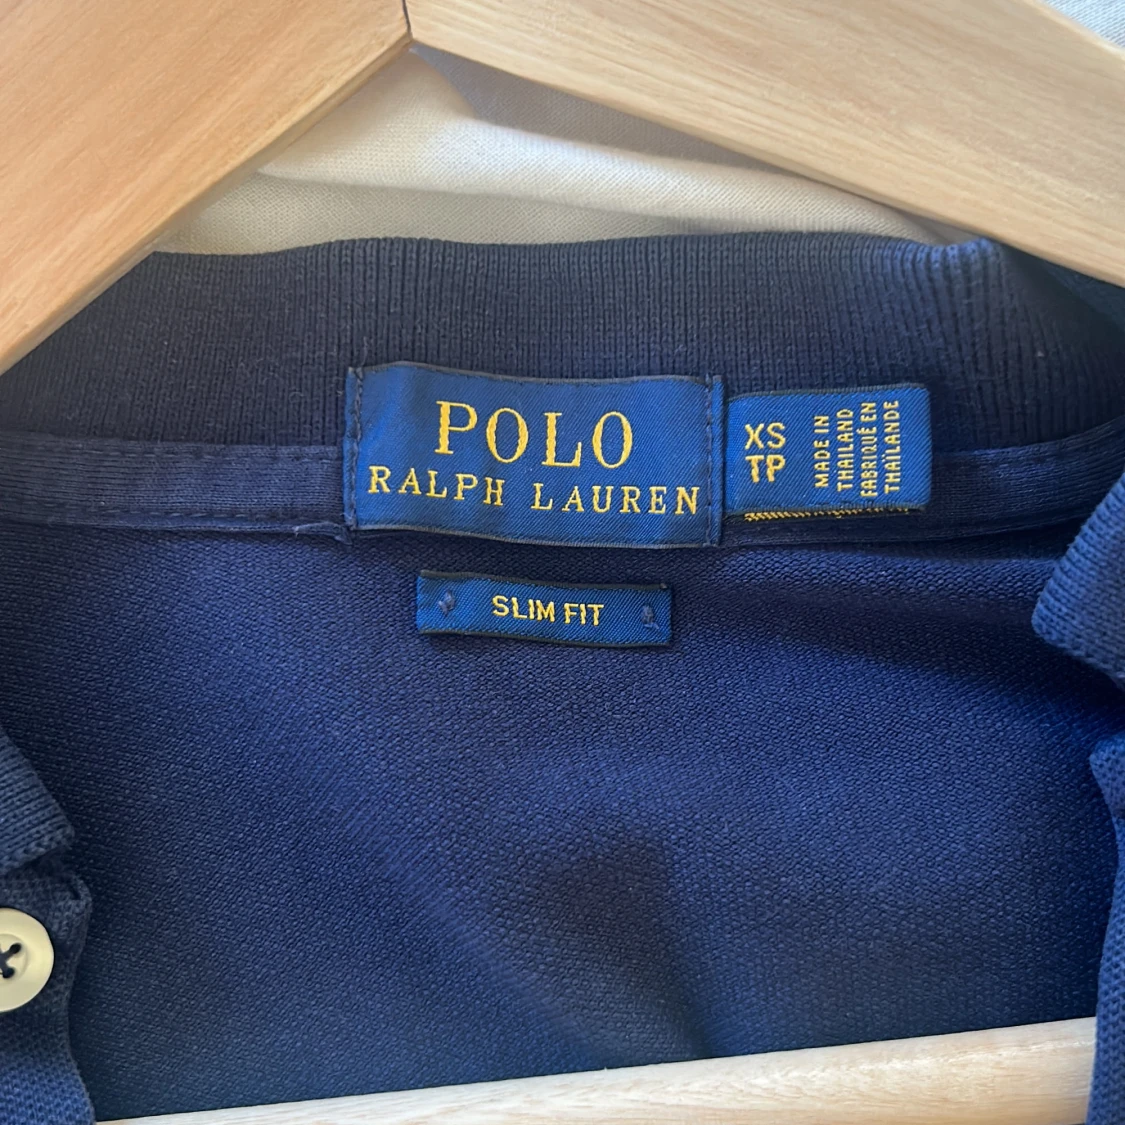 POLO
RALPH LAUREN
XS
TP
MADE IN
THAILAND
FABRIQUÉ EN
THAÏLANDE
SLIM FIT